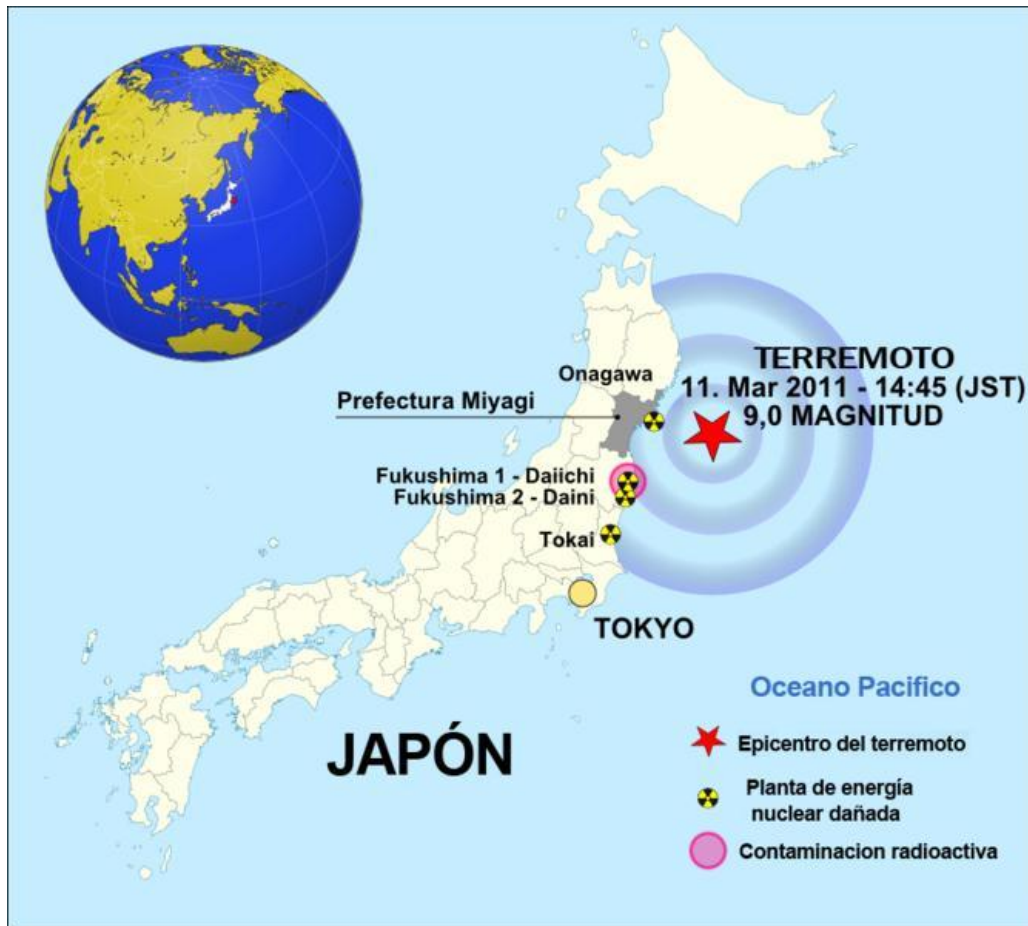 TERREMOTO
11. Mar 2011 - 14:45 (JST)
9,0 MAGNITUD
Onagawa
Prefectura Miyagi
Fukushima 1 - Daiichi
Fukushima 2 - Daini
Tokai
TOKYO
JAPÓN
Oceano Pacifico
Epicentro del terremoto
Planta de energía
nuclear dañada
Contaminacion radioactiva